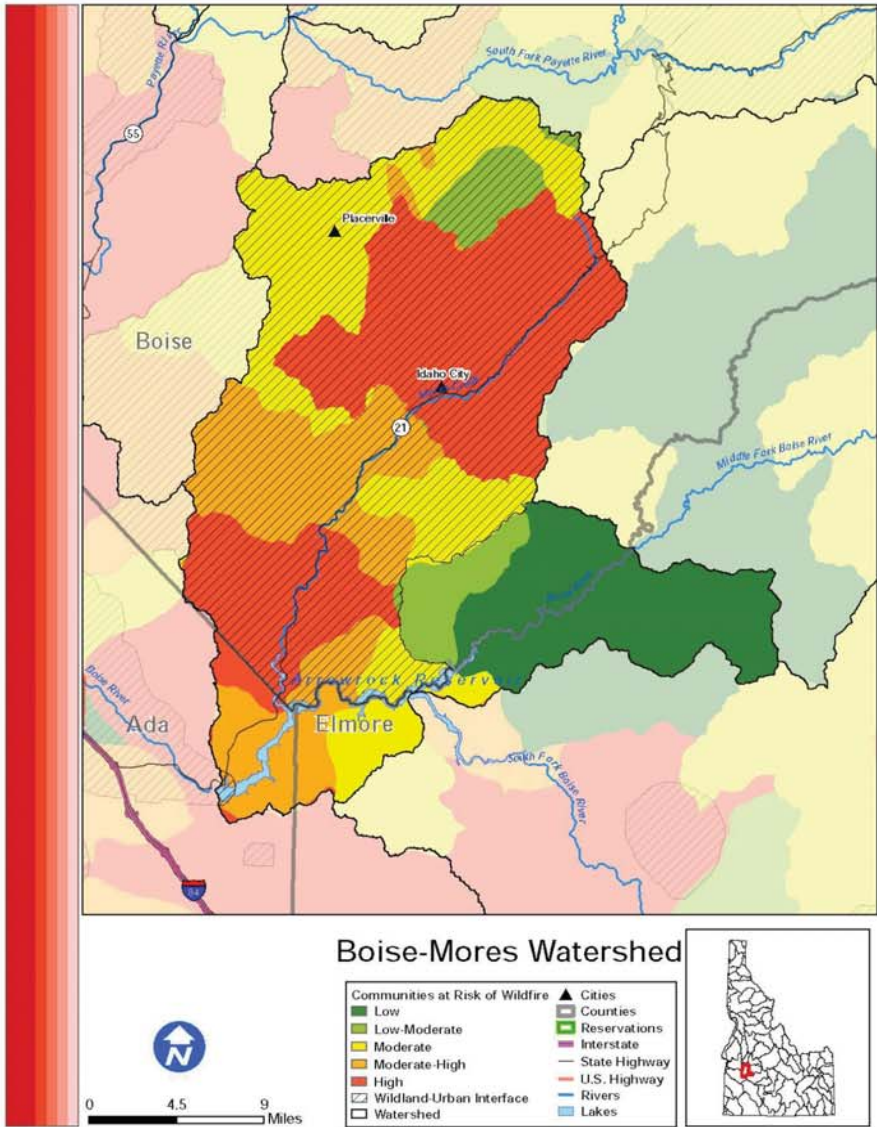 Payette River
South Fork Payette River
55
Placerville
Boise
Idaho City
21
Middle Fork Boise River
Boise River
Arrowrock Reservoir
Ada
Elmore
South Fork Boise River
84
Boise-Mores Watershed
Communities at Risk of Wildfire
Low
Low-Moderate
Moderate
Moderate-High
High
Wildland-Urban Interface
Watershed
Cities
Counties
Reservations
Interstate
State Highway
U.S. Highway
Rivers
Lakes
N
0 4.5 9
Miles